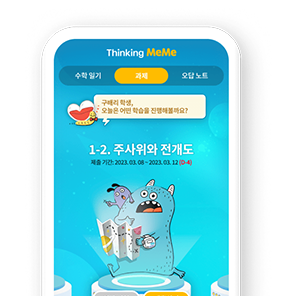 Thinking MeMe
수학 일기
과제
오답 노트
구매리 학생,
오늘은 어떤 학습을 진행해볼까요?
1-2. 주사위와 전개도
제출 기간: 2023. 03. 08 ~ 2023. 03. 12 (D-4)